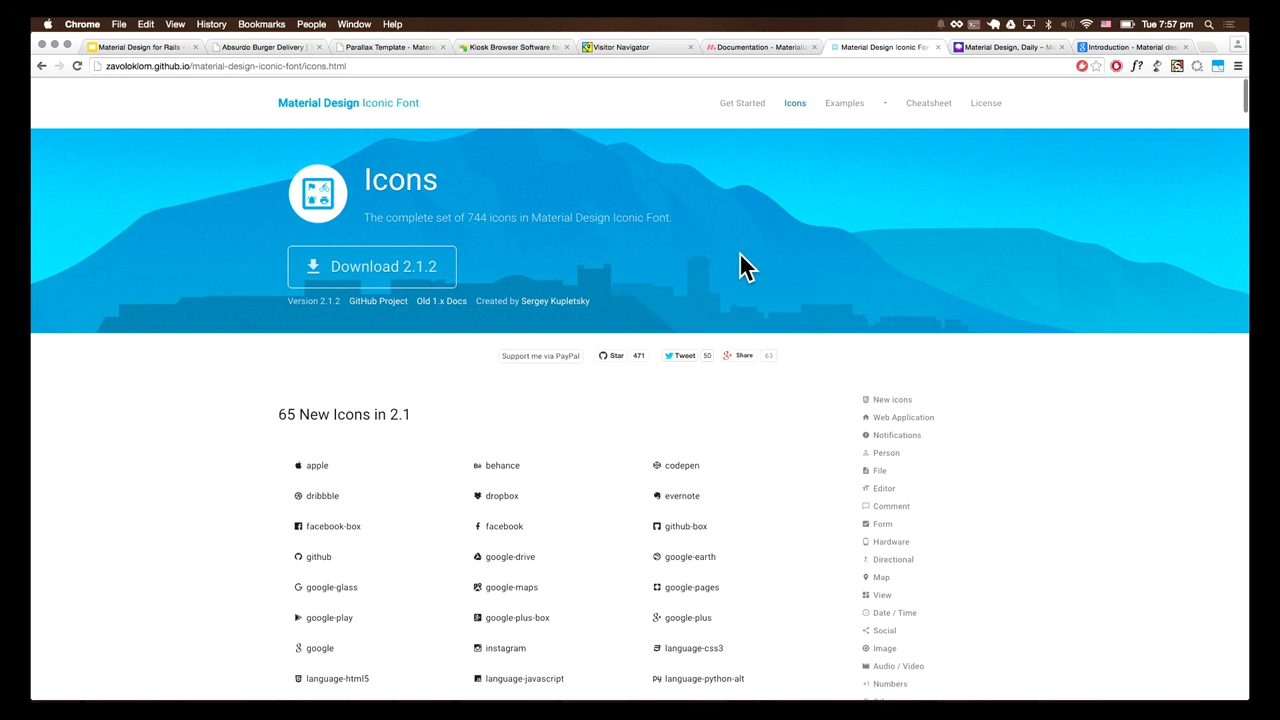 Chrome File Edit View History Bookmarks People Window Help Tue 7:57 pm
Material Design for Rails - Absurdo Burger Delivery | Parallax Template - Materi Kiosk Browser Software fo Visitor Navigator Documentation - Materializ Material Design Iconic Fon Material Design, Daily – M Introduction - Material des
zavoloklom.github.io/material-design-iconic-font/icons.html
Material Design Iconic Font Get Started Icons Examples Cheatsheet License
Icons
The complete set of 744 icons in Material Design Iconic Font.
Download 2.1.2
Version 2.1.2 GitHub Project Old 1.x Docs Created by Sergey Kupletsky
Support me via PayPal Star 471 Tweet 50 Share 63
65 New Icons in 2.1
apple behance codepen
dribbble dropbox evernote
facebook-box facebook github-box
github google-drive google-earth
google-glass google-maps google-pages
google-play google-plus-box google-plus
google instagram language-css3
language-html5 language-javascript language-python-alt
New icons
Web Application
Notifications
Person
File
Editor
Comment
Form
Hardware
Directional
Map
View
Date / Time
Social
Image
Audio / Video
Numbers